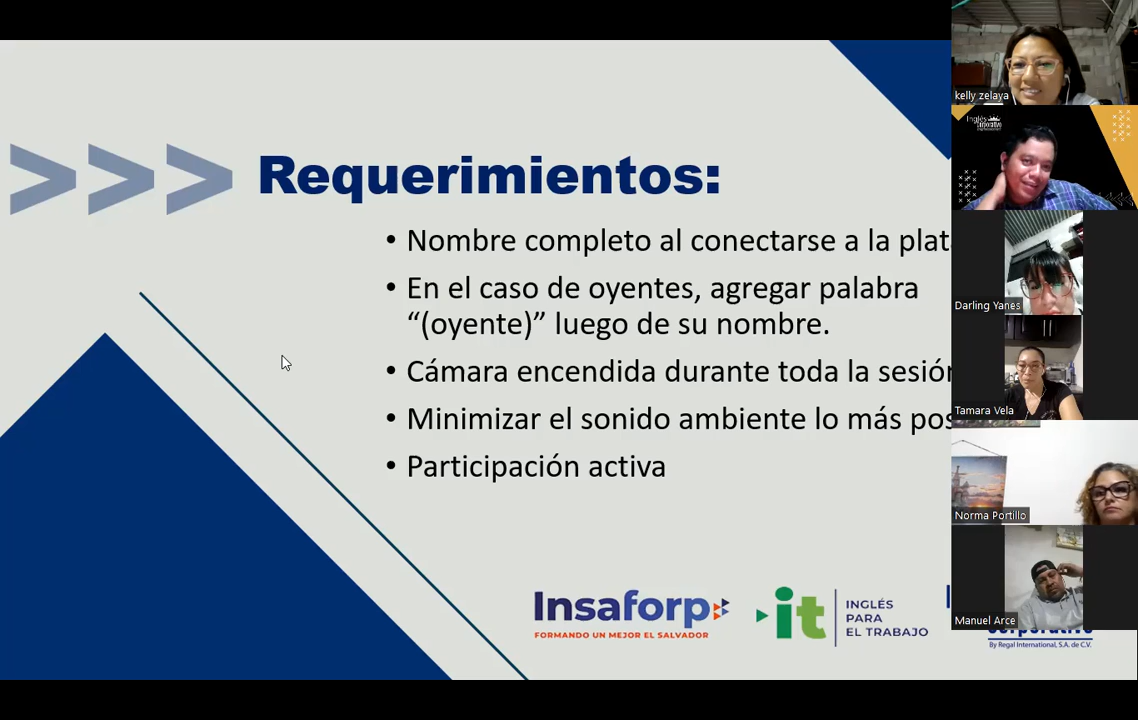 >>> Requerimientos:
• Nombre completo al conectarse a la plat
• En el caso de oyentes, agregar palabra
“(oyente)” luego de su nombre.
• Cámara encendida durante toda la sesión
• Minimizar el sonido ambiente lo más pos
• Participación activa
Insaforp
FORMANDO UN MEJOR EL SALVADOR
it
INGLÉS
PARA
EL TRABAJO
By Regal International, S.A. de C.V.
kelly zelaya
Inglés
Darling Yanes
Tamara Vela
Norma Portillo
Manuel Arce